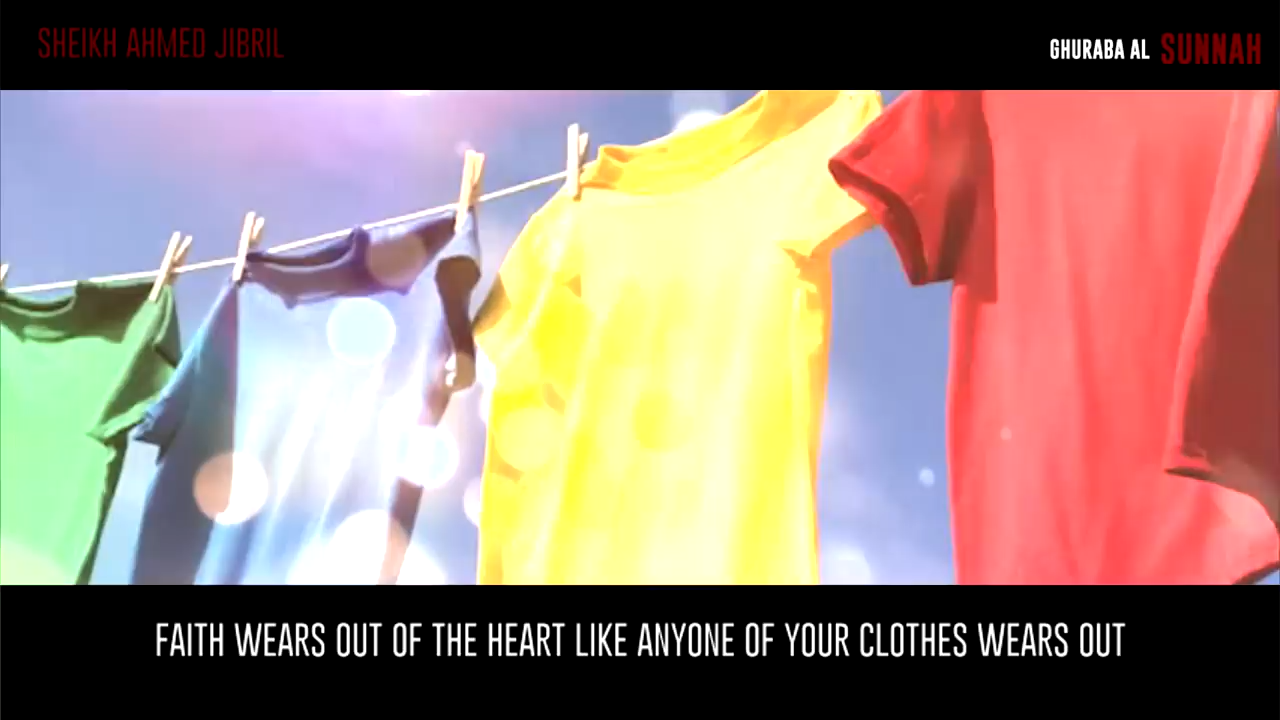 SHEIKH AHMED JIBRIL
GHURABA AL SUNNAH
FAITH WEARS OUT OF THE HEART LIKE ANYONE OF YOUR CLOTHES WEARS OUT